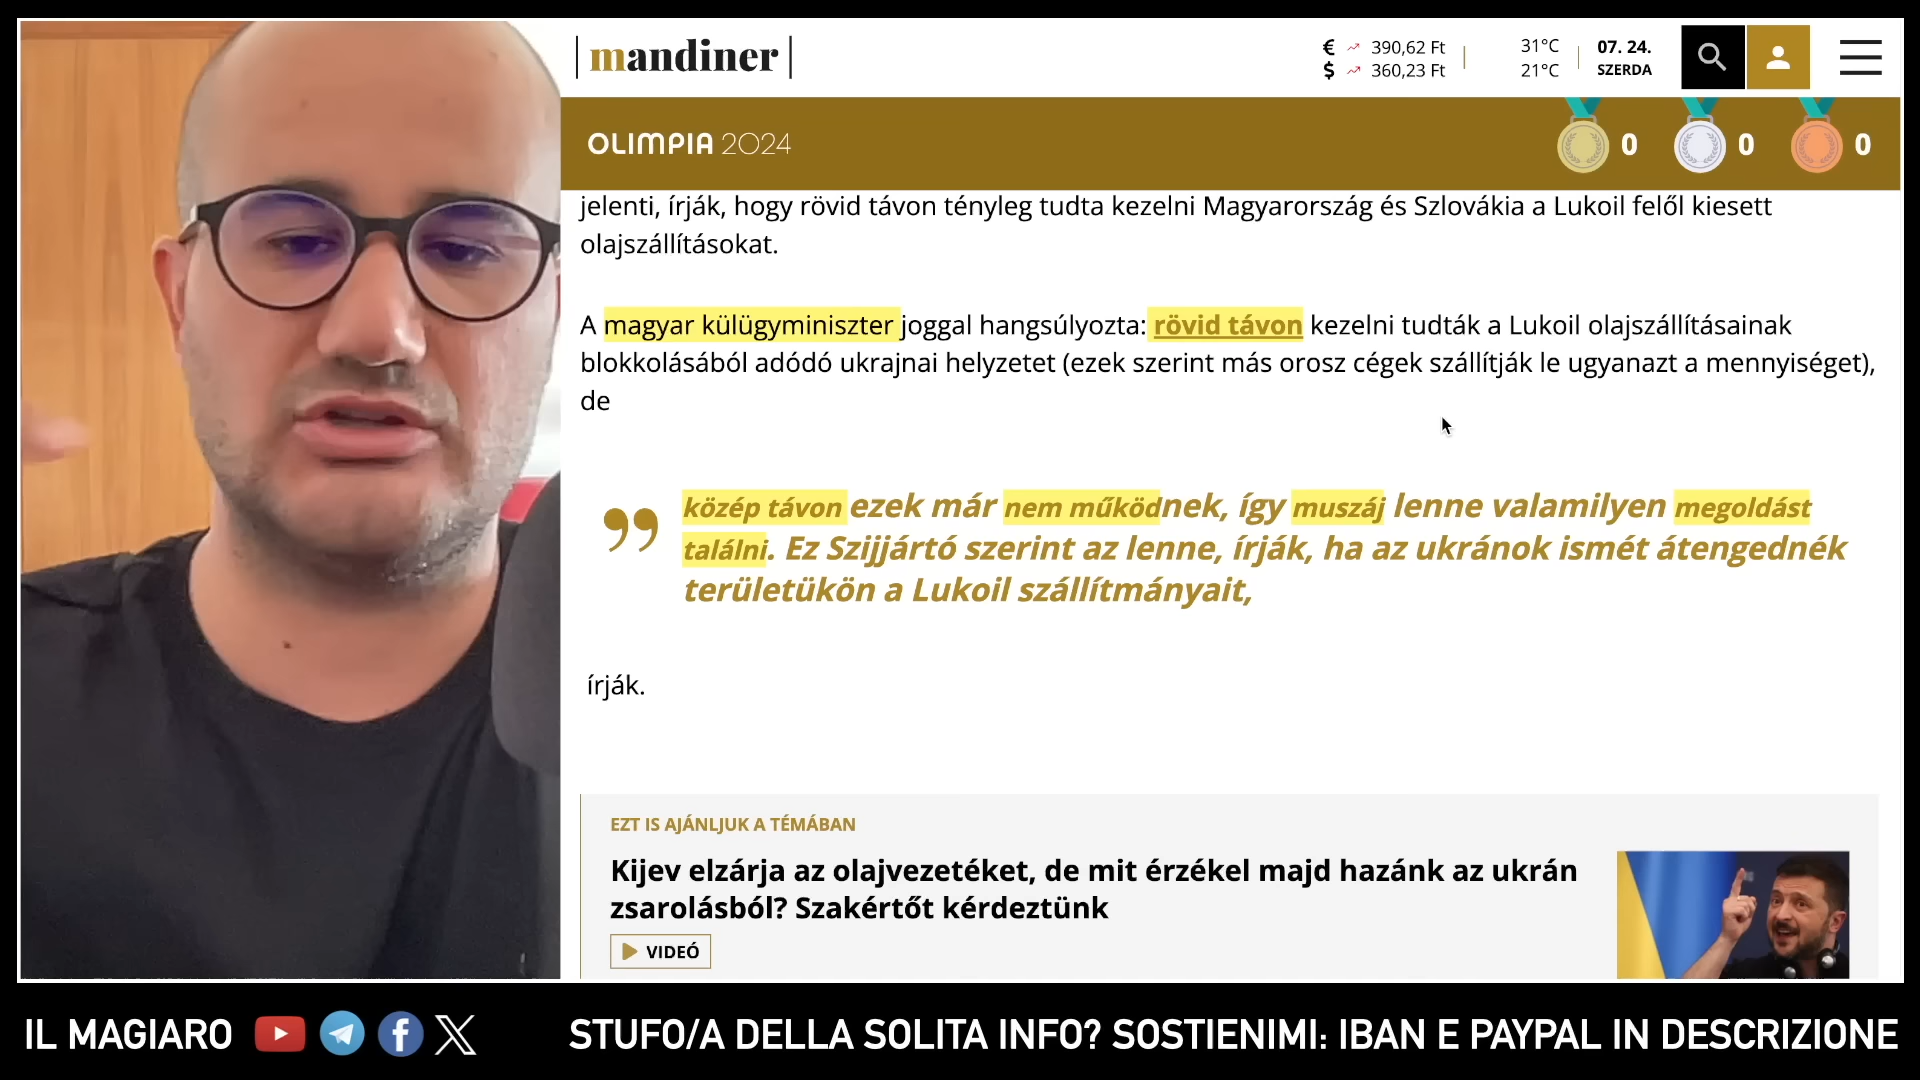 |mandiner|
€ 390,62 Ft
$ 360,23 Ft
31°C
21°C
07. 24.
SZERDA
OLIMPIA 2024
0
0
0
jelenti, írják, hogy rövid távon tényleg tudta kezelni Magyarország és Szlovákia a Lukoil felől kiesett
olajszállításokat.
A magyar külügyminiszter joggal hangsúlyozta: rövid távon kezelni tudták a Lukoil olajszállításainak
blokkolásából adódó ukrajnai helyzetet (ezek szerint más orosz cégek szállítják le ugyanazt a mennyiséget),
de
” közép távon ezek már nem működnek, így muszáj lenne valamilyen megoldást
találni. Ez Szijjártó szerint az lenne, írják, ha az ukránok ismét átengednék
területükön a Lukoil szállítmányait,
írják.
EZT IS AJÁNLJUK A TÉMÁBAN
Kijev elzárja az olajvezetéket, de mit érzékel majd hazánk az ukrán
zsarolásból? Szakértőt kérdeztünk
VIDEÓ
IL MAGIARO
STUFO/A DELLA SOLITA INFO? SOSTIENIMI: IBAN E PAYPAL IN DESCRIZIONE